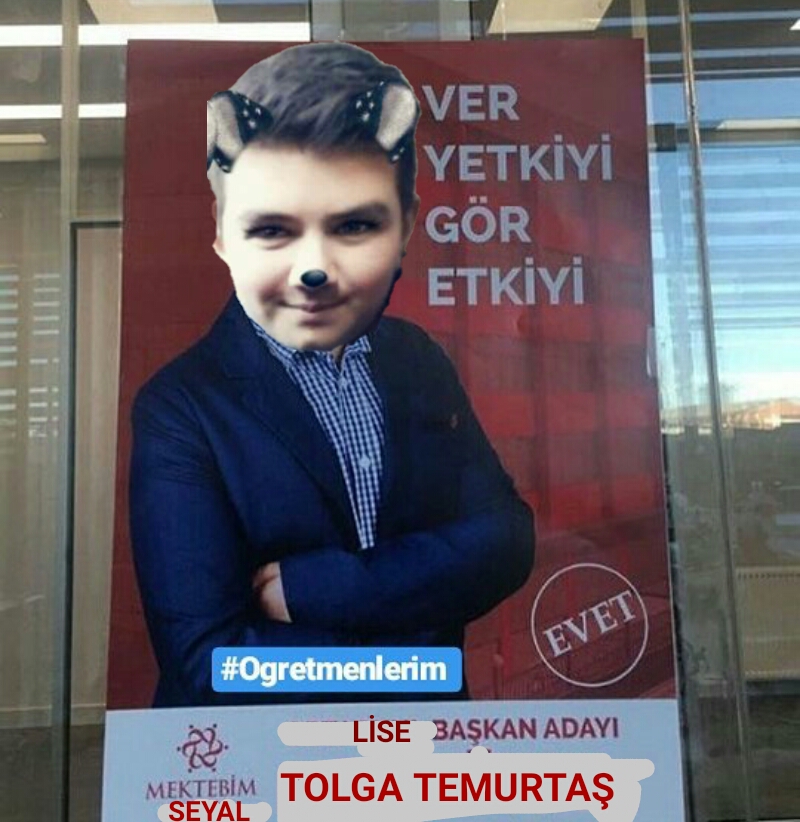 VER
YETKİYİ
GÖR
ETKİYİ
EVET
#Ogretmenlerim
LİSE BAŞKAN ADAYI
MEKTEBİM
SEYAL
TOLGA TEMURTAŞ